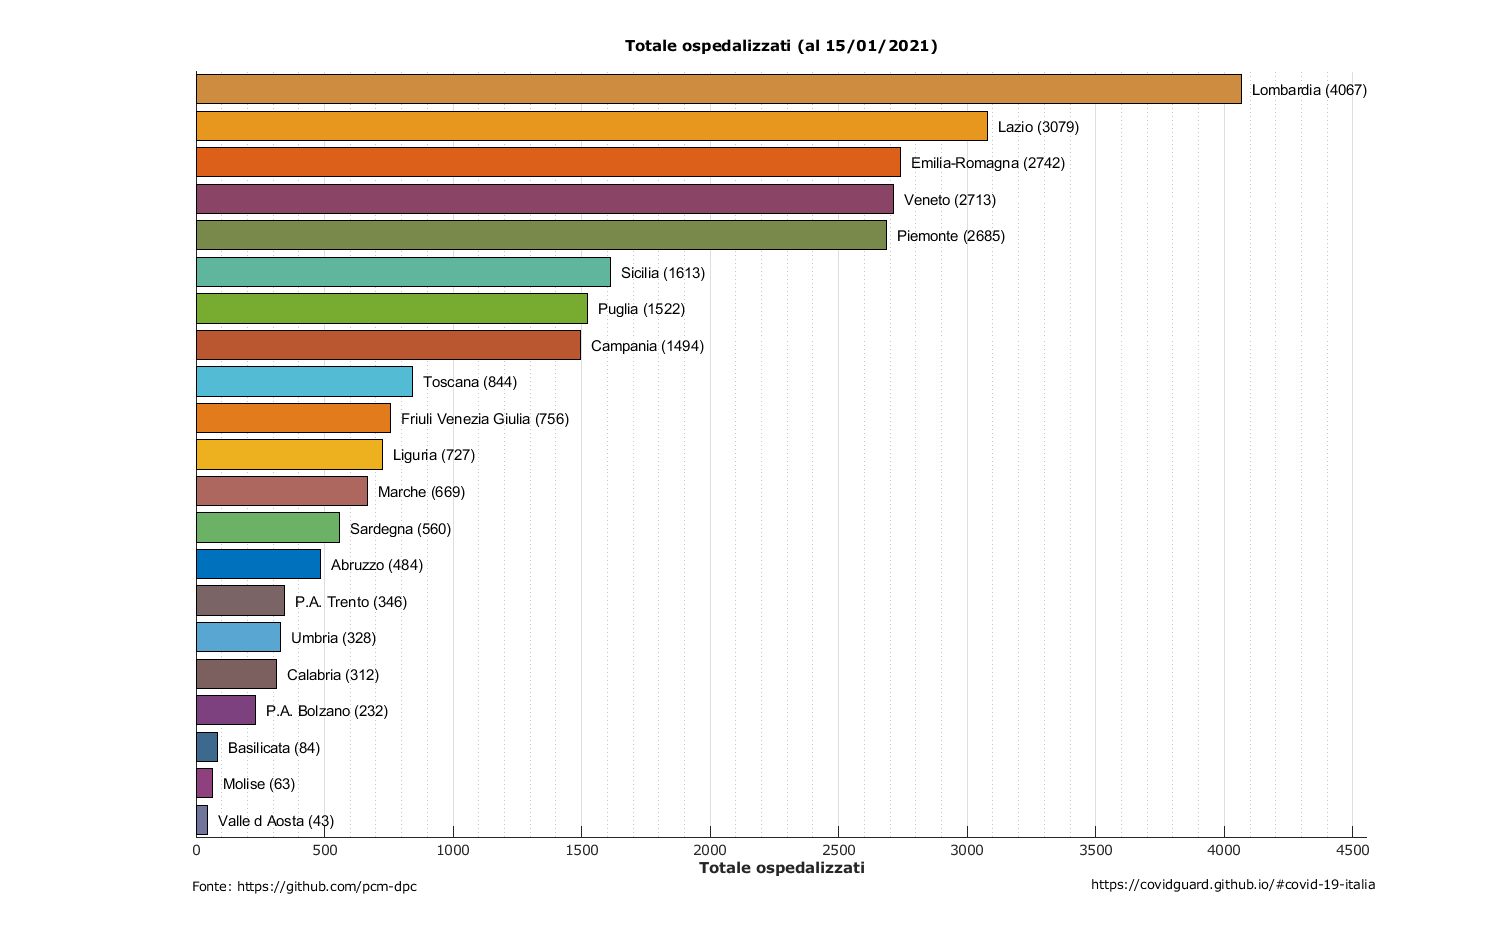 Totale ospedalizzati (al 15/01/2021)
Lombardia (4067)
Lazio (3079)
Emilia-Romagna (2742)
Veneto (2713)
Piemonte (2685)
Sicilia (1613)
Puglia (1522)
Campania (1494)
Toscana (844)
Friuli Venezia Giulia (756)
Liguria (727)
Marche (669)
Sardegna (560)
Abruzzo (484)
P.A. Trento (346)
Umbria (328)
Calabria (312)
P.A. Bolzano (232)
Basilicata (84)
Molise (63)
Valle d Aosta (43)
0 500 1000 1500 2000 2500 3000 3500 4000 4500
Totale ospedalizzati
Fonte: https://github.com/pcm-dpc
https://covidguard.github.io/#covid-19-italia